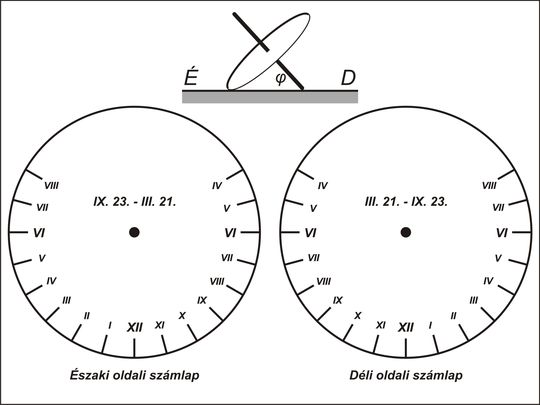 É φ D
IX. 23. - III. 21.
VIII IV
VII V
VI VI
V VII
IV VIII
III IX
II X
I XII XI
Északi oldali számlap
III. 21. - IX. 23.
IV VIII
V VII
VI VI
VII V
VIII IV
IX III
X II
XI XII I
Déli oldali számlap